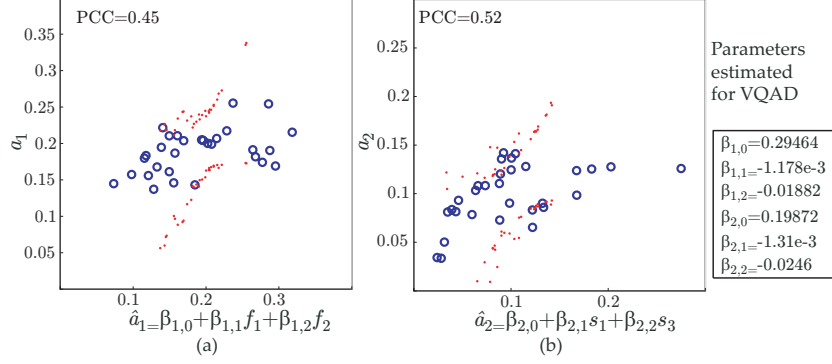 PCC=0.45
0.35
0.3
0.25
0.2
0.15
0.1
0.05
a₁
0.1
0.2
0.3
â₁₌β₁,₀+β₁,₁f₁+β₁,₂f₂
(a)
PCC=0.52
0.2
0.15
0.1
0.05
a₂
0.1
0.2
â₂₌β₂,₀+β₂,₁s₁+β₂,₂s₃
(b)
Parameters
estimated
for VQAD
β₁,₀=0.29464
β₁,₁₌-1.178e-3
β₁,₂₌-0.01882
β₂,₀=0.19872
β₂,₁₌-1.31e-3
β₂,₂₌-0.0246